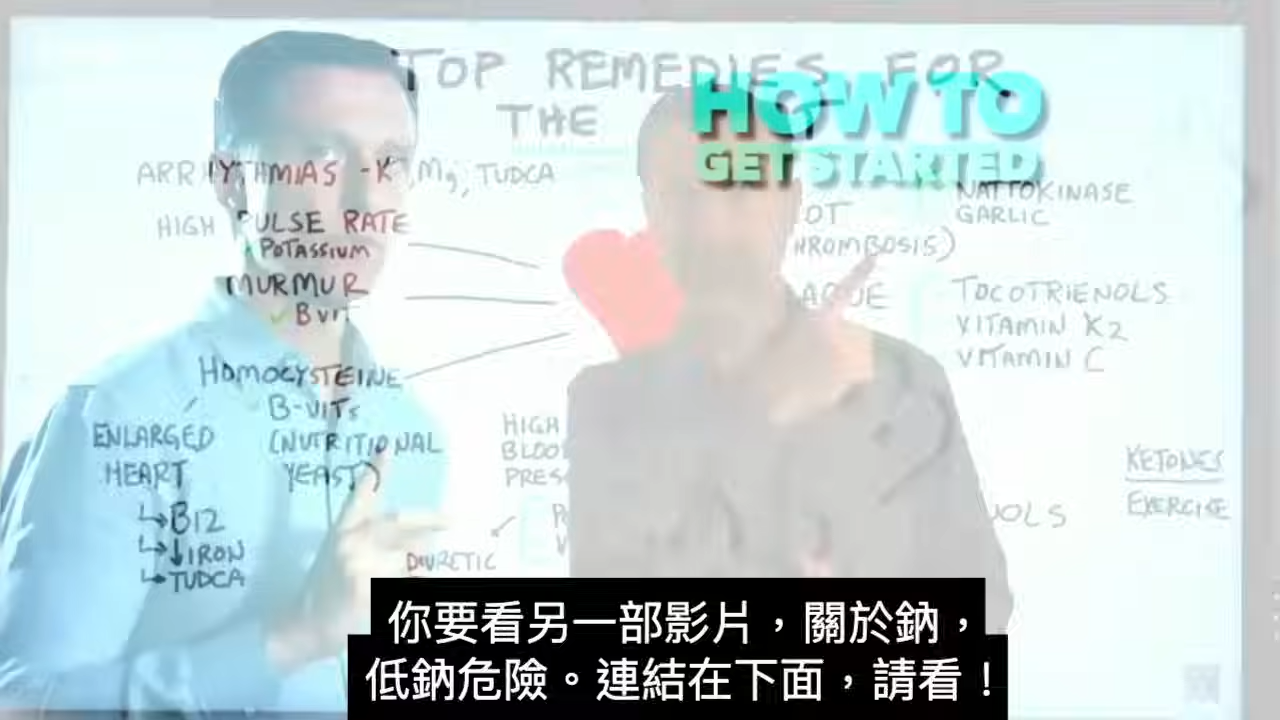 TOP REMEDIES FOR
THE
HOW TO
GET STARTED
ARRHYTHMIAS - K, Mg, TUDCA
HIGH PULSE RATE
POTASSIUM
MURMUR
B VIT
HOMOCYSTEINE
B-VITS
(NUTRITIONAL
YEAST)
ENLARGED
HEART
↳ B12
↳ ↓IRON
↳ TUDCA
HIGH
DIURETIC
NATTOKINASE
GARLIC
TOCOTRIENOLS
VITAMIN K2
VITAMIN C
KETONES
EXERCISE
你要看另一部影片，關於鈉，
低鈉危險。連結在下面，請看！